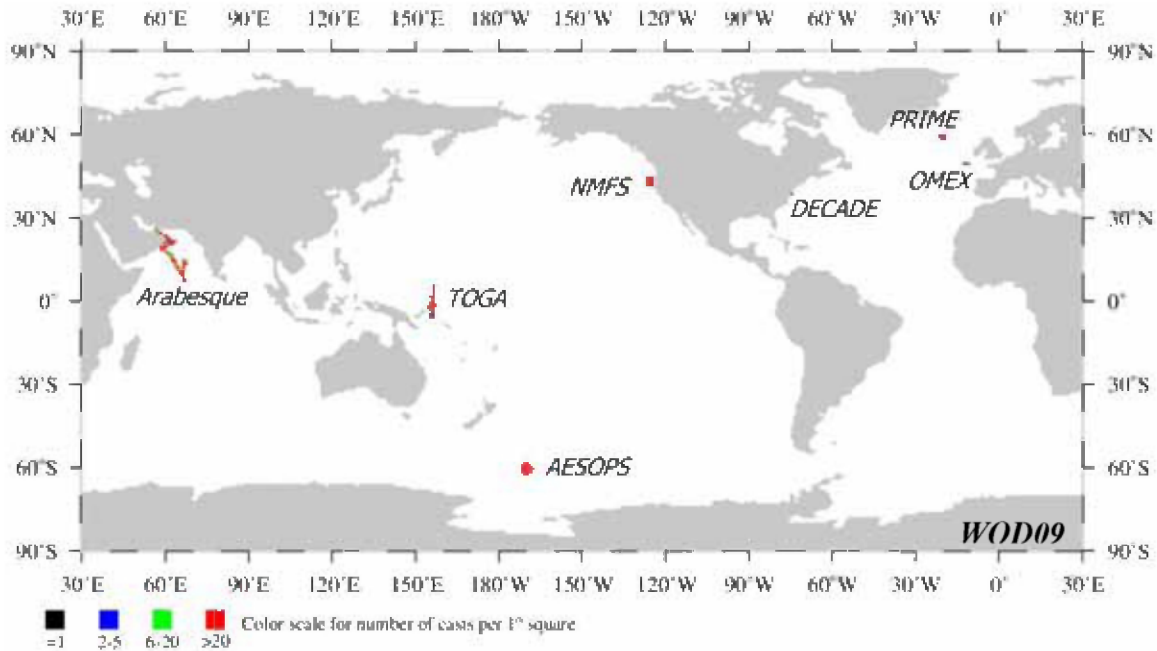 30°E 60°E 90°E 120°E 150°E 180°W 150°W 120°W 90°W 60°W 30°W 0° 30°E
90°N 90°N
PRIME
60°N 60°N
NMFS OMEX
DECADE
30°N 30°N
Arabesque TOGA
0° 0°
30°S 30°S
AESOPS
60°S 60°S
WOD09
90°S 90°S
30°E 60°E 90°E 120°E 150°E 180°W 150°W 120°W 90°W 60°W 30°W 0° 30°E
=1 2-5 6-20 >20 Color scale for number of casts per 1° square